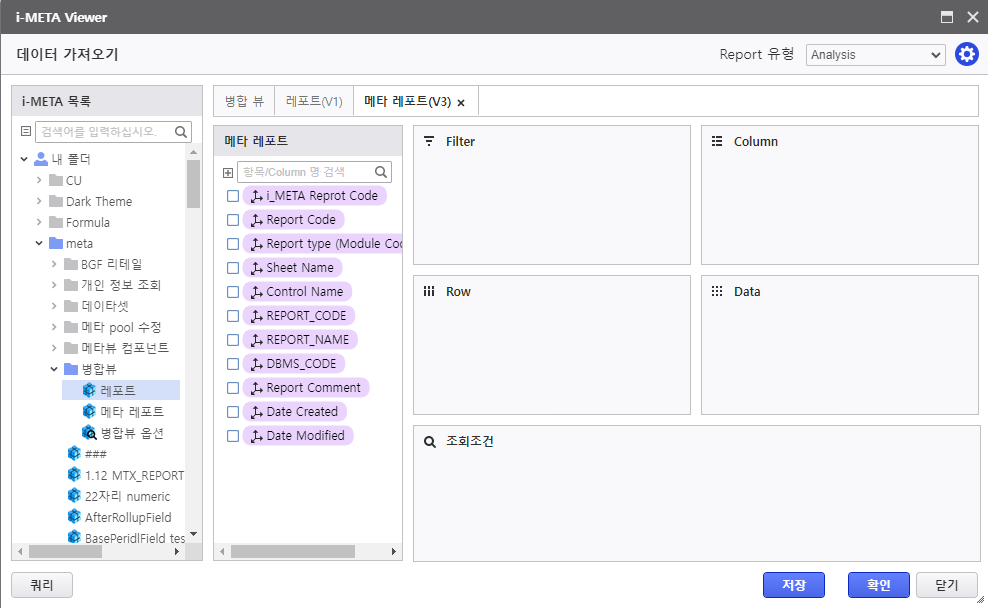 i-META Viewer
데이터 가져오기
Report 유형
Analysis
i-META 목록
검색어를 입력하십시오.
내 폴더
CU
Dark Theme
Formula
meta
BGF 리테일
개인 정보 조회
데이타셋
메타 pool 수정
메타뷰 컴포넌트
병합뷰
레포트
메타 레포트
병합뷰 옵션
###
1.12 MTX_REPORT
22자리 numeric
AfterRollupField
BasePeridlField tes
병합 뷰
레포트(V1)
메타 레포트(V3)
메타 레포트
항목/Column 명 검색
i_META Reprot Code
Report Code
Report type (Module Coc
Sheet Name
Control Name
REPORT_CODE
REPORT_NAME
DBMS_CODE
Report Comment
Date Created
Date Modified
Filter
Column
Row
Data
조회조건
쿼리
저장
확인
닫기